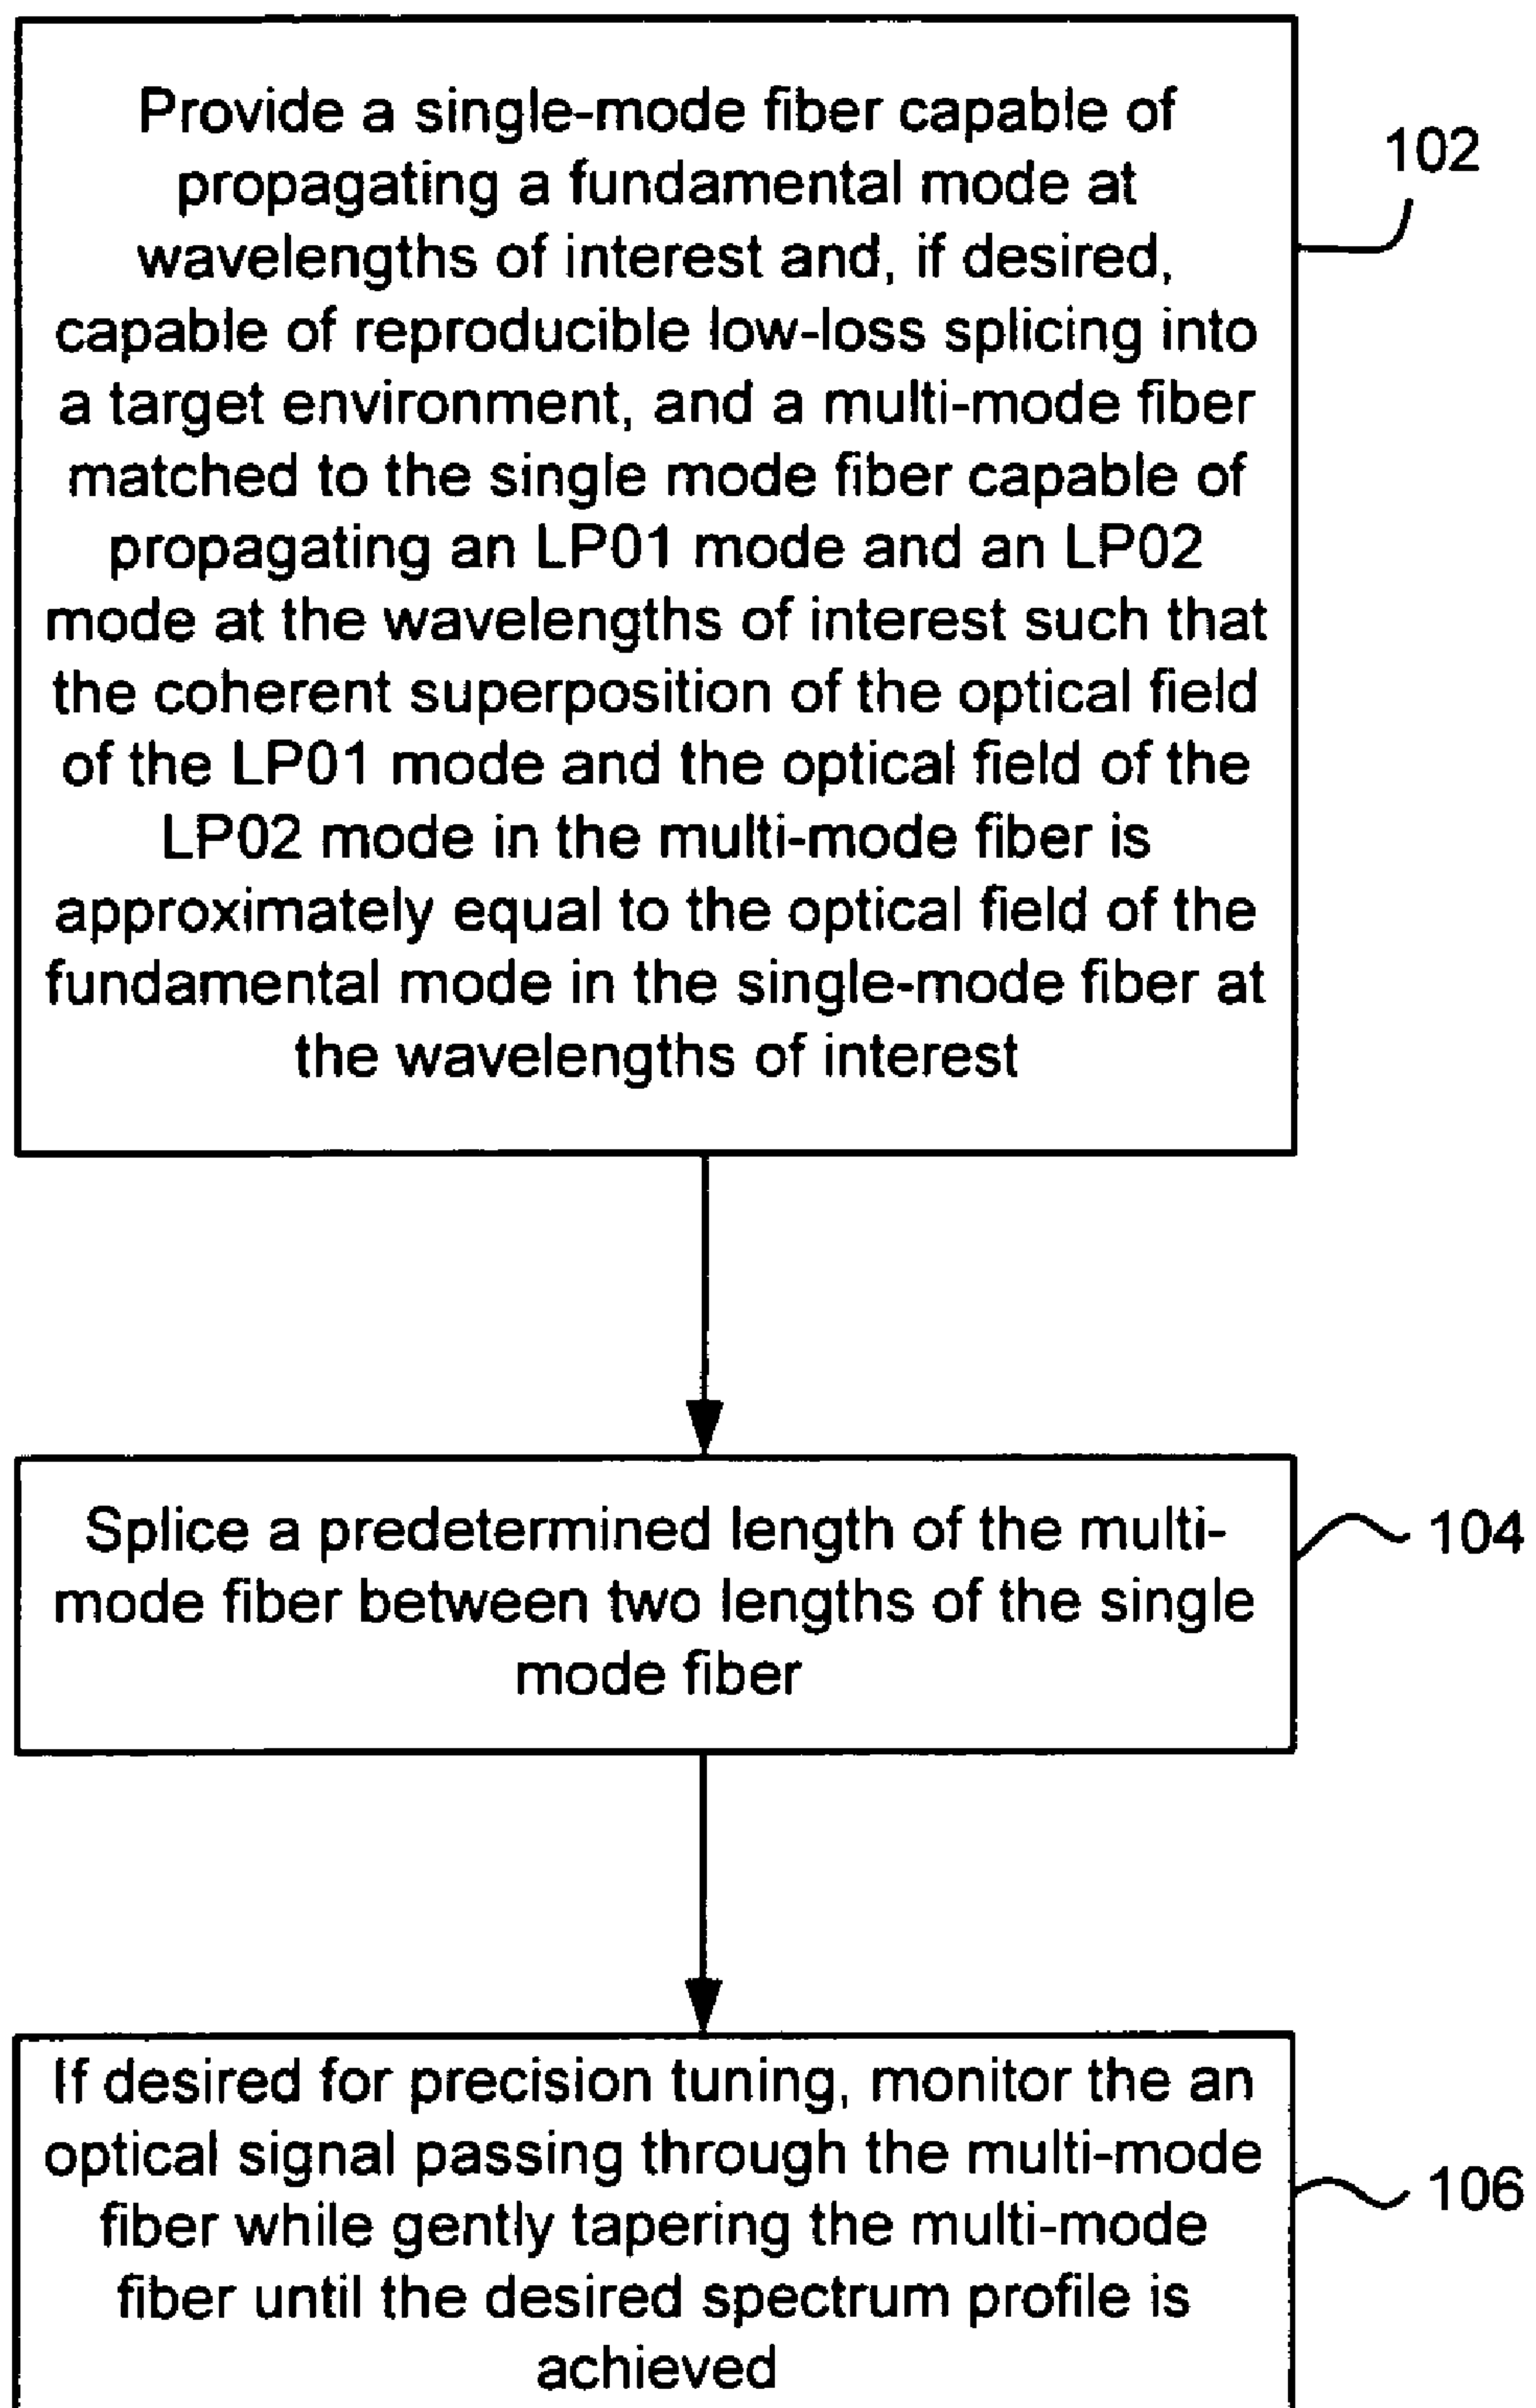 Provide a single-mode fiber capable of
propagating a fundamental mode at
wavelengths of interest and, if desired,
capable of reproducible low-loss splicing into
a target environment, and a multi-mode fiber
matched to the single mode fiber capable of
propagating an LP01 mode and an LP02
mode at the wavelengths of interest such that
the coherent superposition of the optical field
of the LP01 mode and the optical field of the
LP02 mode in the multi-mode fiber is
approximately equal to the optical field of the
fundamental mode in the single-mode fiber at
the wavelengths of interest
102
Splice a predetermined length of the multi-
mode fiber between two lengths of the single
mode fiber
104
If desired for precision tuning, monitor the an
optical signal passing through the multi-mode
fiber while gently tapering the multi-mode
fiber until the desired spectrum profile is
achieved
106